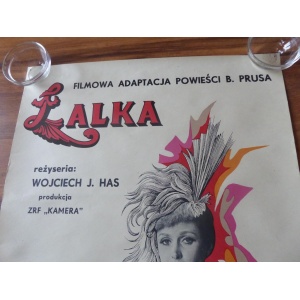 FILMOWA ADAPTACJA POWIEŚCI B. PRUSA
LALKA
reżyseria:
WOJCIECH J. HAS
produkcja
ZRF „KAMERA"